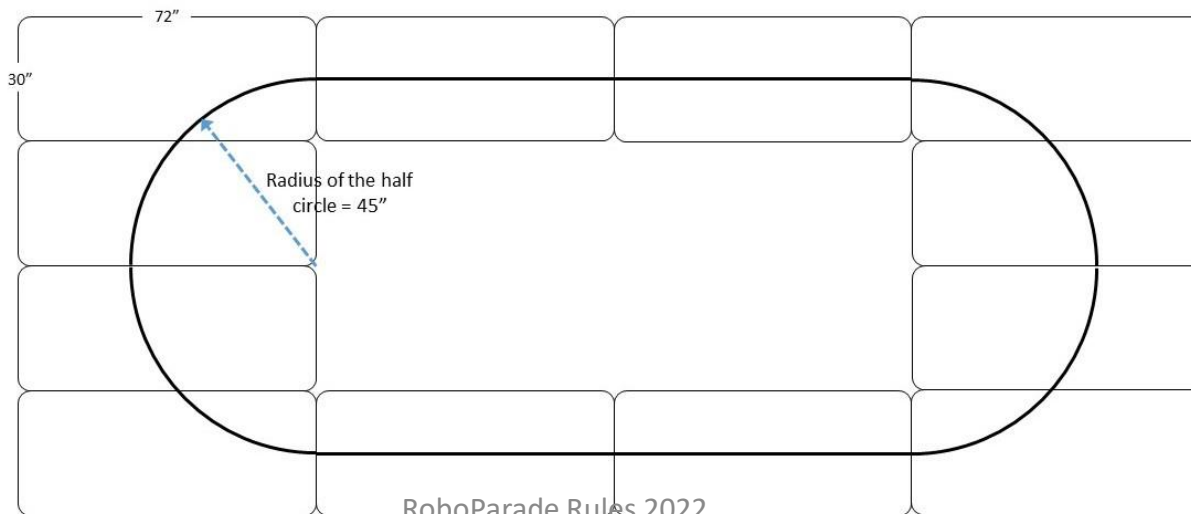 72”
30”
Radius of the half
circle = 45”
RoboParade Rules 2022